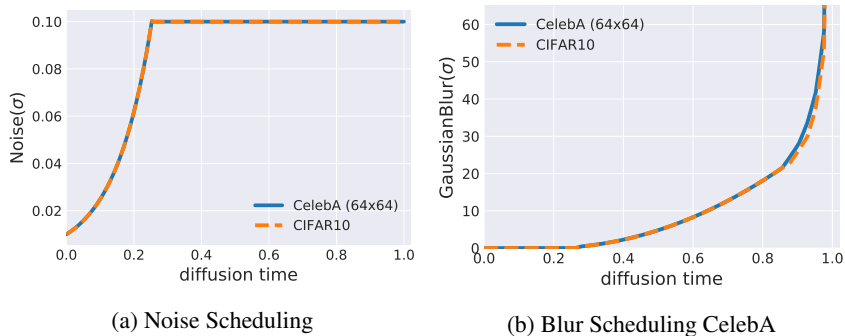 0.10
0.08
0.06
0.04
0.02
Noise(σ)
CelebA (64x64)
CIFAR10
0.0 0.2 0.4 0.6 0.8 1.0
diffusion time
(a) Noise Scheduling
CelebA (64x64)
CIFAR10
60
50
40
30
20
10
0
GaussianBlur(σ)
0.0 0.2 0.4 0.6 0.8 1.0
diffusion time
(b) Blur Scheduling CelebA